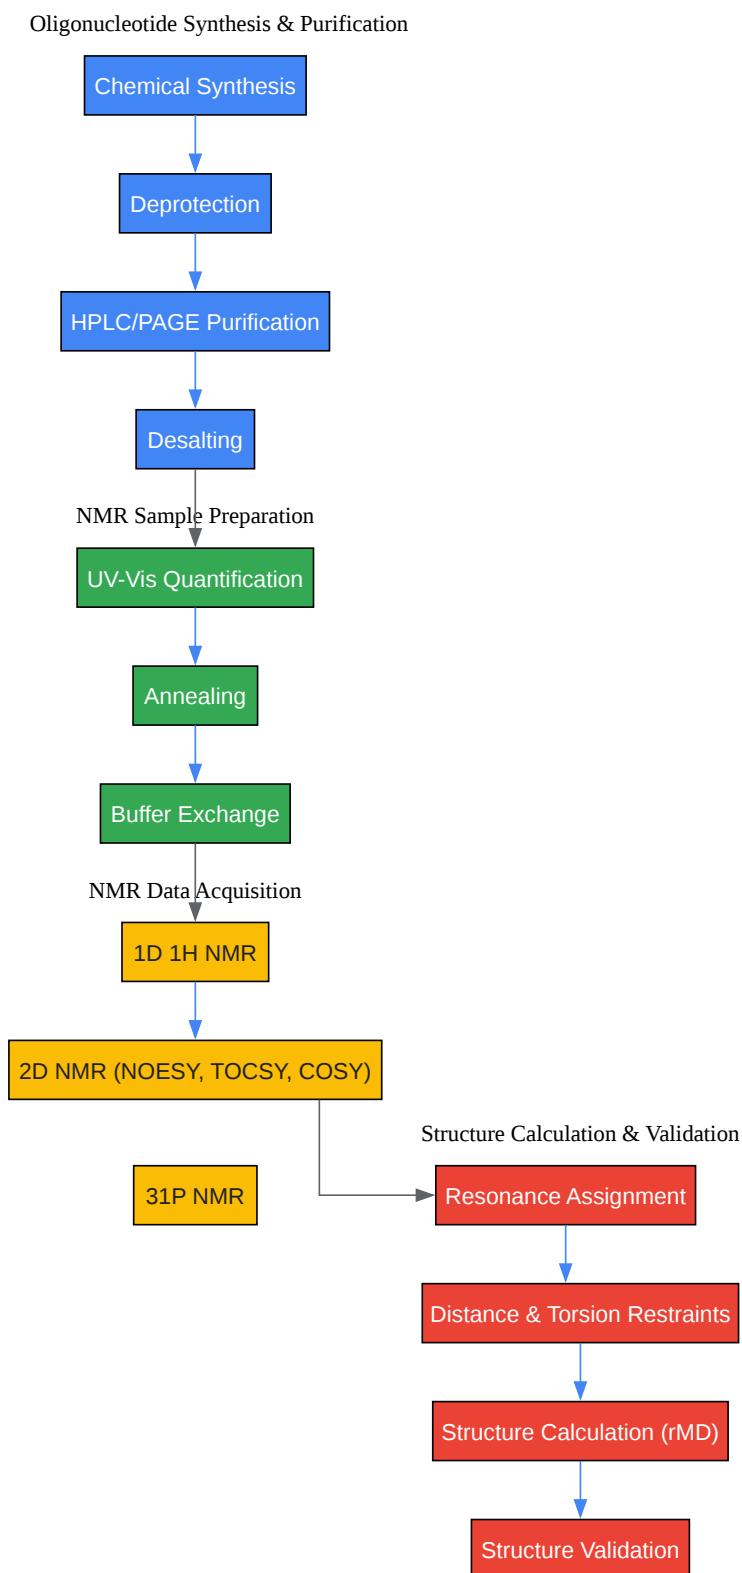 Oligonucleotide Synthesis & Purification
Chemical Synthesis
Deprotection
HPLC/PAGE Purification
Desalting
NMR Sample Preparation
UV-Vis Quantification
Annealing
Buffer Exchange
NMR Data Acquisition
1D 1H NMR
2D NMR (NOESY, TOCSY, COSY)
31P NMR
Structure Calculation & Validation
Resonance Assignment
Distance & Torsion Restraints
Structure Calculation (rMD)
Structure Validation